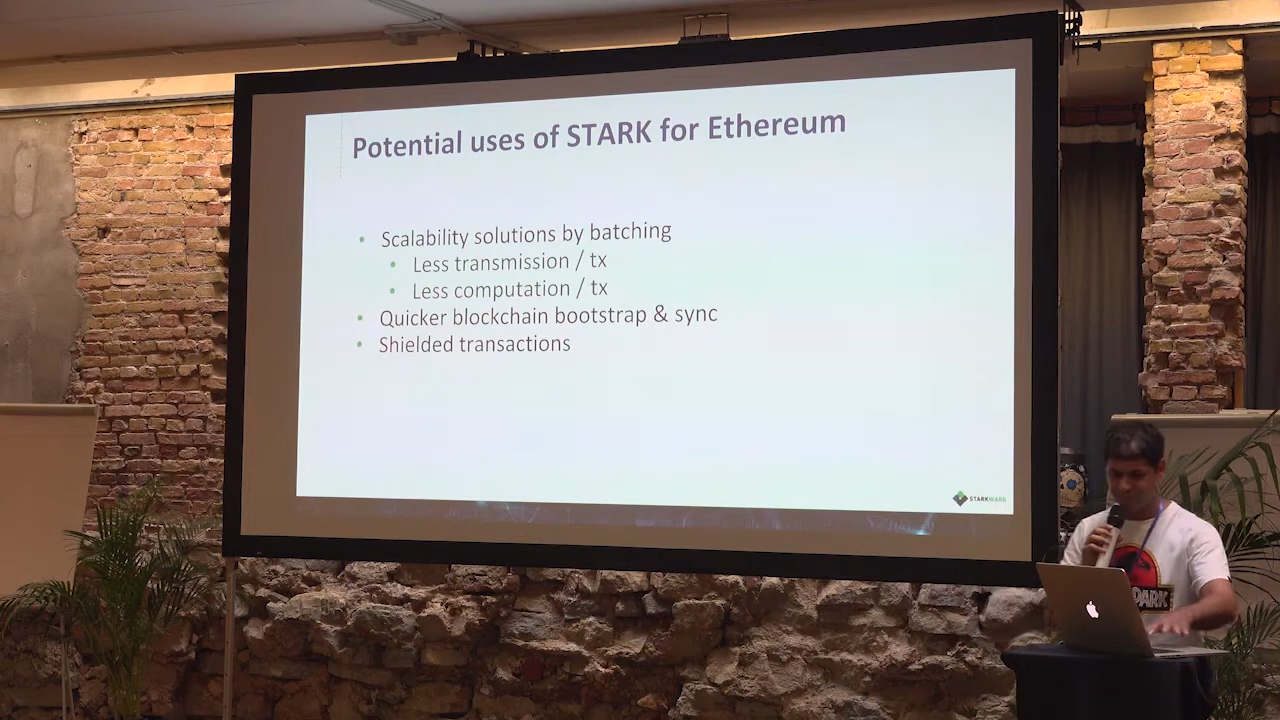 Potential uses of STARK for Ethereum
• Scalability solutions by batching
• Less transmission / tx
• Less computation / tx
• Quicker blockchain bootstrap & sync
• Shielded transactions
STARKWARE